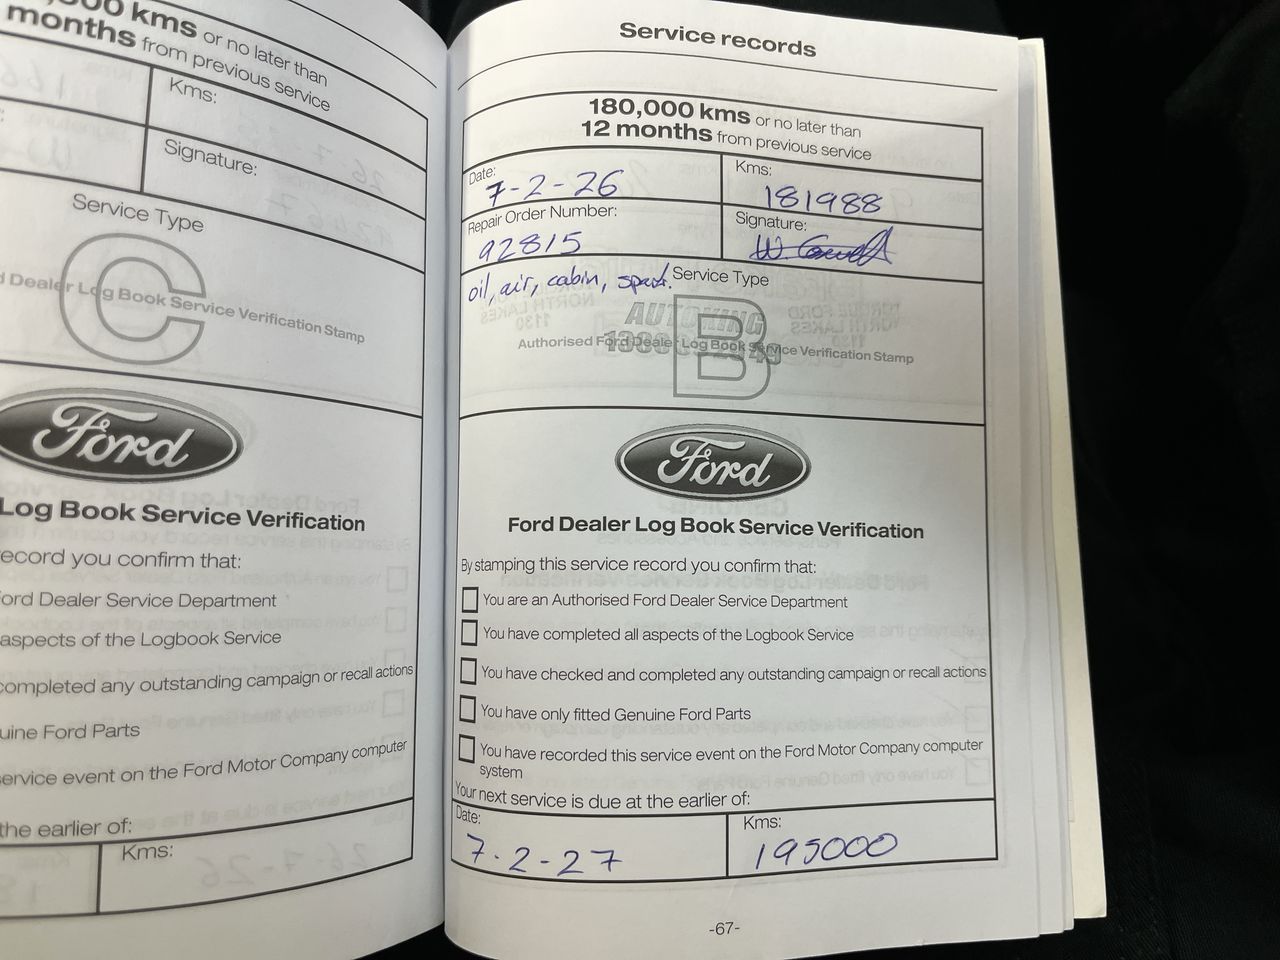 000 kms or no later than
months from previous service
Kms:
Signature:
Service Type
C
Dealer Log Book Service Verification Stamp
Ford
Log Book Service Verification
record you confirm that:
Ford Dealer Service Department
aspects of the Logbook Service
completed any outstanding campaign or recall actions
uine Ford Parts
service event on the Ford Motor Company computer
the earlier of:
Kms:
Service records
180,000 kms or no later than
12 months from previous service
Date: 7-2-26
Kms: 181988
Repair Order Number: 92815
Signature:
oil, air, cabin,
Service Type
B
AUTOKING
Authorised Ford Dealer Log Book Service Verification Stamp
Ford
Ford Dealer Log Book Service Verification
By stamping this service record you confirm that:
You are an Authorised Ford Dealer Service Department
You have completed all aspects of the Logbook Service
You have checked and completed any outstanding campaign or recall actions
You have only fitted Genuine Ford Parts
You have recorded this service event on the Ford Motor Company computer
system
Your next service is due at the earlier of:
Date: 7-2-27
Kms: 195000
-67-